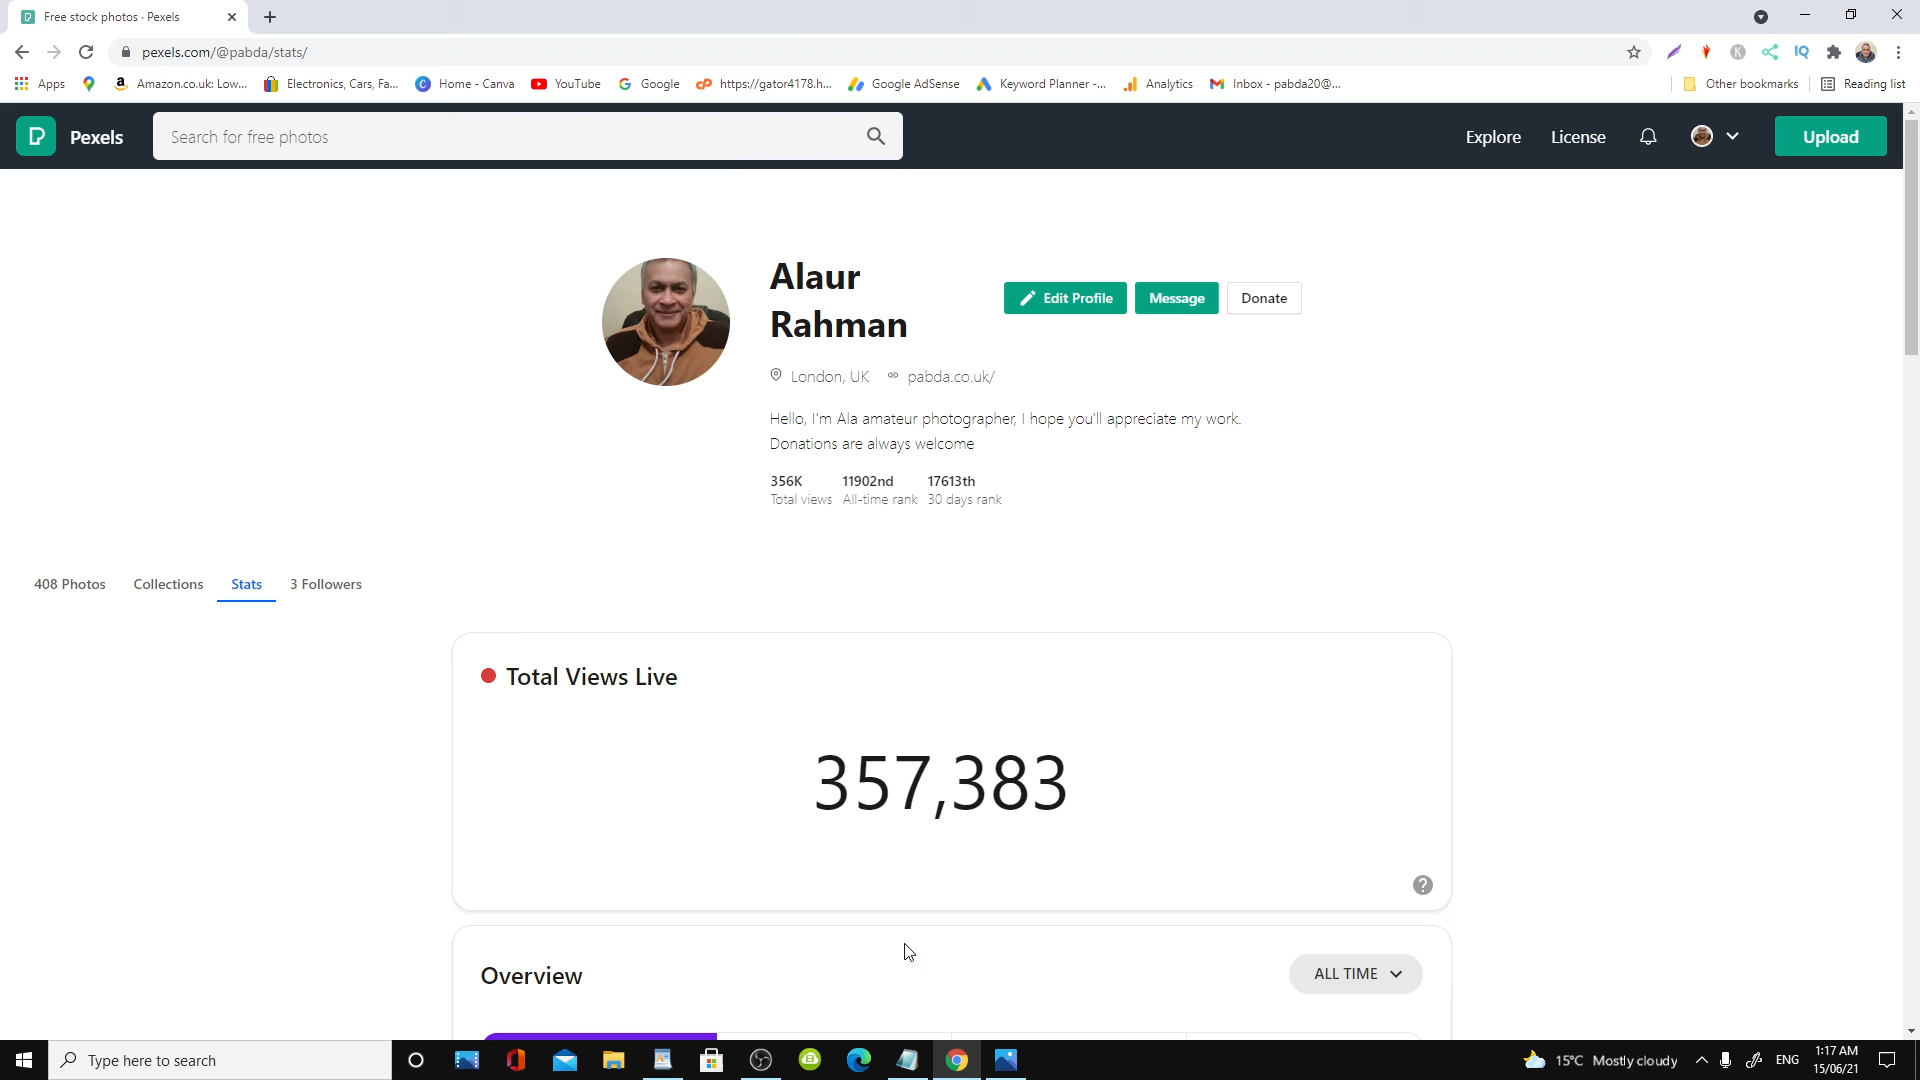 Free stock photos · Pexels
pexels.com/@pabda/stats/
Apps
Amazon.co.uk: Low...
Electronics, Cars, Fa...
Home - Canva
YouTube
Google
https://gator4178.h...
Google AdSense
Keyword Planner -...
Analytics
Inbox - pabda20@...
Other bookmarks
Reading list
Pexels
Search for free photos
Explore
License
Upload
Alaur
Rahman
Edit Profile
Message
Donate
London, UK
pabda.co.uk/
Hello, I'm Ala amateur photographer, I hope you'll appreciate my work.
Donations are always welcome
356K 11902nd 17613th
Total views All-time rank 30 days rank
408 Photos
Collections
Stats
3 Followers
Total Views Live
357,383
?
Overview
ALL TIME
Type here to search
15°C Mostly cloudy
ENG
1:17 AM
15/06/21